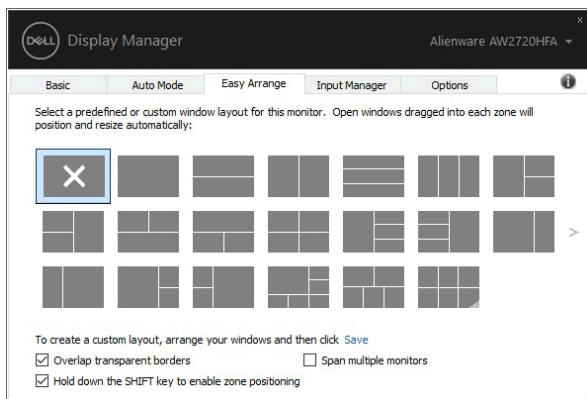 DELL Display Manager
Alienware AW2720HFA
Basic
Auto Mode
Easy Arrange
Input Manager
Options
Select a predefined or custom window layout for this monitor. Open windows dragged into each zone will
position and resize automatically:
To create a custom layout, arrange your windows and then click Save
Overlap transparent borders
Span multiple monitors
Hold down the SHIFT key to enable zone positioning